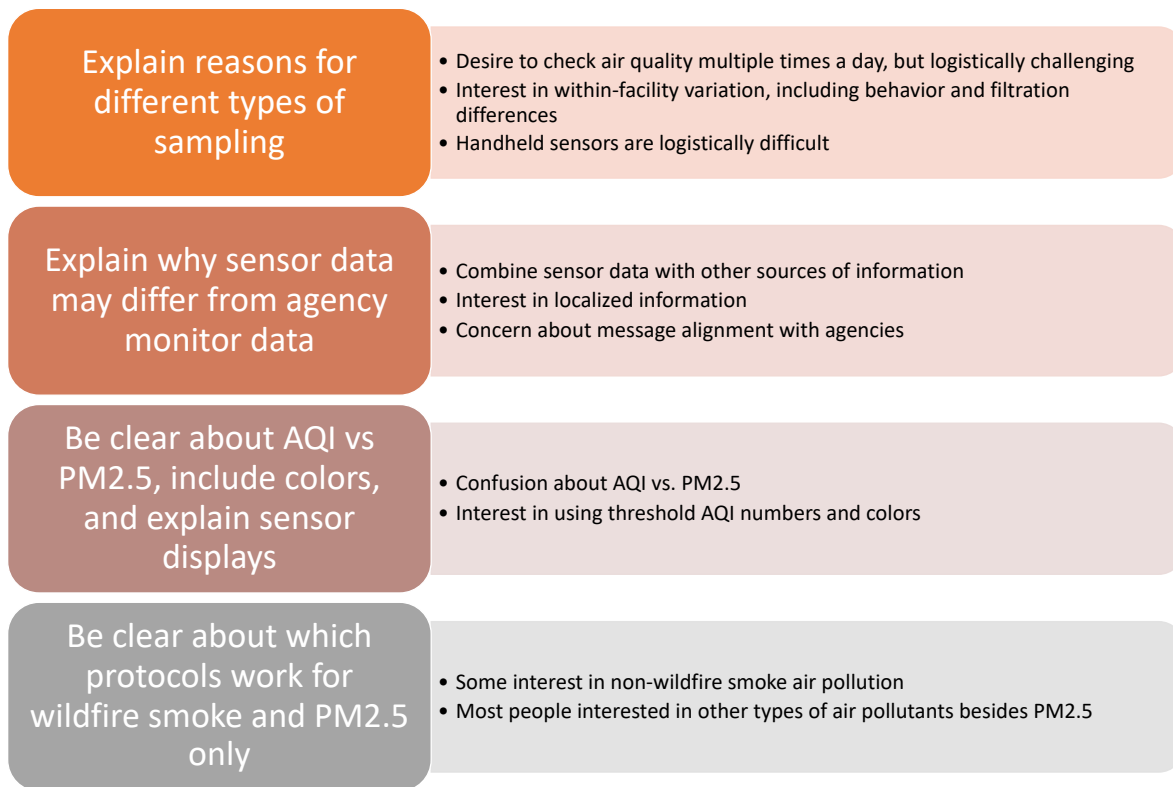 Explain reasons for
different types of
sampling
• Desire to check air quality multiple times a day, but logistically challenging
• Interest in within-facility variation, including behavior and filtration
differences
• Handheld sensors are logistically difficult
Explain why sensor data
may differ from agency
monitor data
• Combine sensor data with other sources of information
• Interest in localized information
• Concern about message alignment with agencies
Be clear about AQI vs
PM2.5, include colors,
and explain sensor
displays
• Confusion about AQI vs. PM2.5
• Interest in using threshold AQI numbers and colors
Be clear about which
protocols work for
wildfire smoke and PM2.5
only
• Some interest in non-wildfire smoke air pollution
• Most people interested in other types of air pollutants besides PM2.5